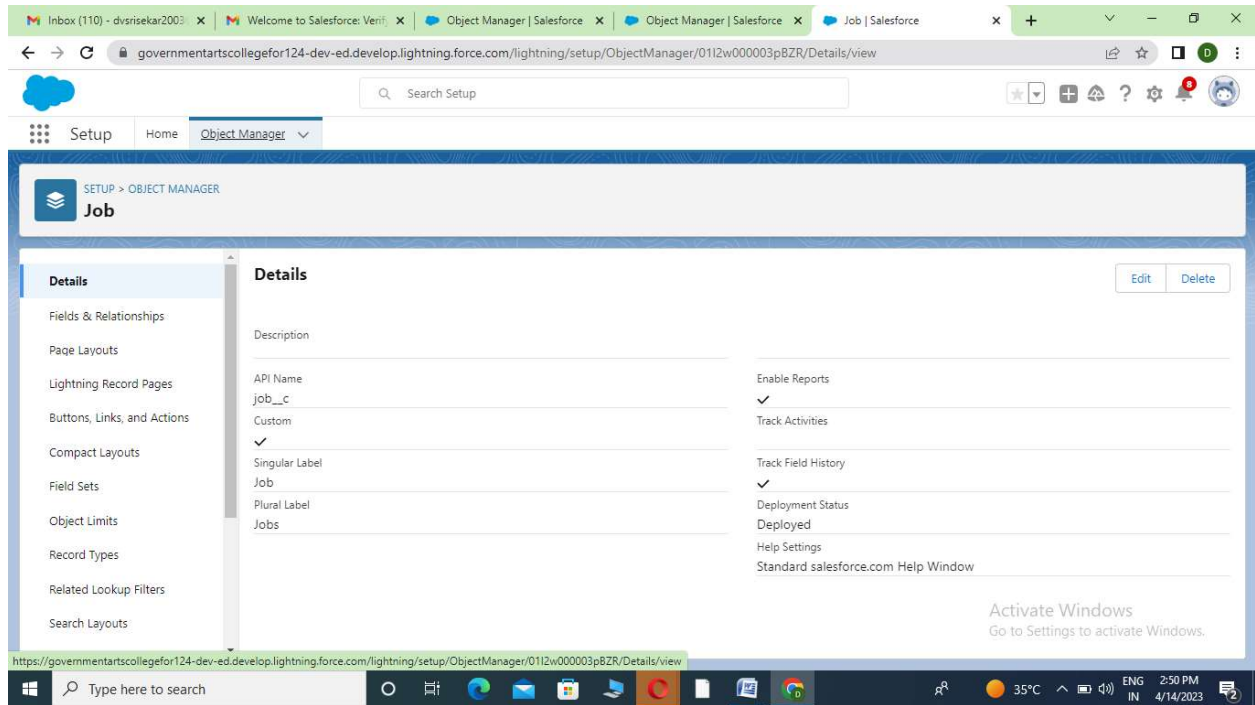 Inbox (110) - dvsrisekar2003
Welcome to Salesforce: Verify
Object Manager | Salesforce
Object Manager | Salesforce
Job | Salesforce
governmentartscollegefor124-dev-ed.develop.lightning.force.com/lightning/setup/ObjectManager/01I2w000003pBZR/Details/view
D
Search Setup
8
Setup
Home
Object Manager
SETUP > OBJECT MANAGER
Job
Details
Fields & Relationships
Page Layouts
Lightning Record Pages
Buttons, Links, and Actions
Compact Layouts
Field Sets
Object Limits
Record Types
Related Lookup Filters
Search Layouts
Details
Edit
Delete
Description
API Name
job__c
Custom
Singular Label
Job
Plural Label
Jobs
Enable Reports
Track Activities
Track Field History
Deployment Status
Deployed
Help Settings
Standard salesforce.com Help Window
Activate Windows
Go to Settings to activate Windows.
https://governmentartscollegefor124-dev-ed.develop.lightning.force.com/lightning/setup/ObjectManager/01I2w000003pBZR/Details/view
Type here to search
35°C
ENG
IN
2:50 PM
4/14/2023
2